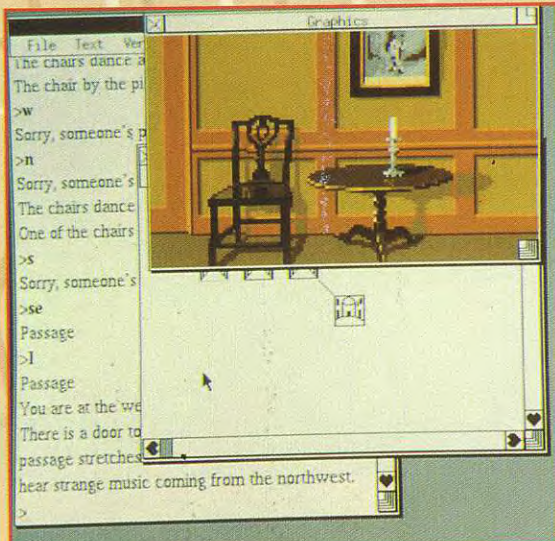 Graphics
File Text Ver
The chairs dance a
The chair by the pi
>w
Sorry, someone's p
>n
Sorry, someone's
The chairs dance
One of the chairs
>s
Sorry, someone's
>se
Passage
>l
Passage
You are at the we
There is a door to
passage stretches
hear strange music coming from the northwest.
>